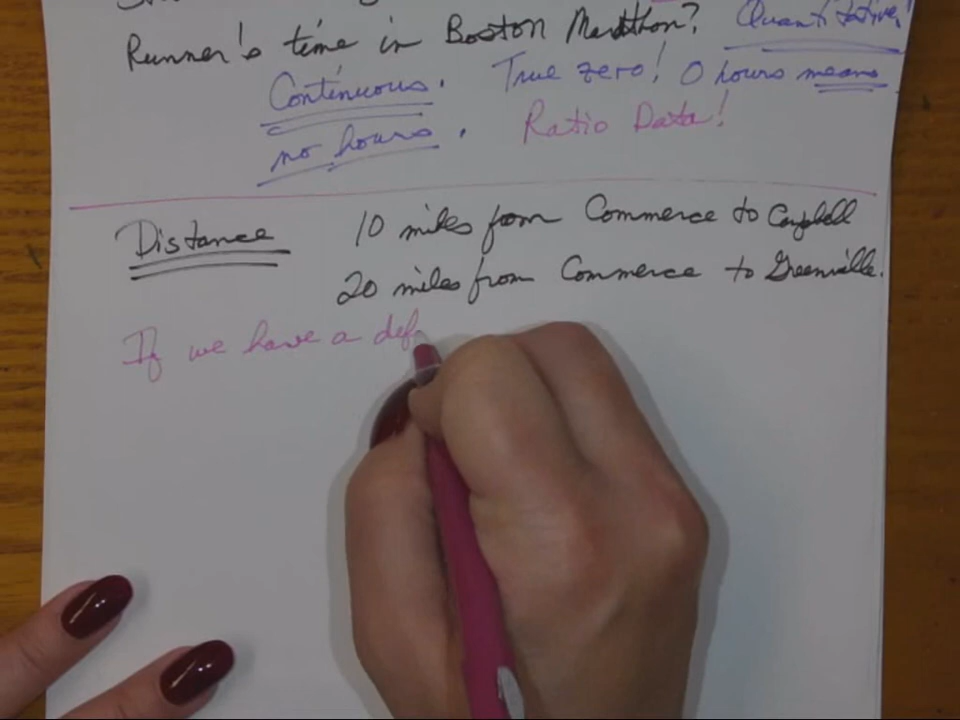 Runner's time in Boston Marathon? Quantitative!
Continuous. True zero! 0 hours means
no hours. Ratio Data!
Distance 10 miles from Commerce to Campbell
20 miles from Commerce to Greenville.
If we have a def